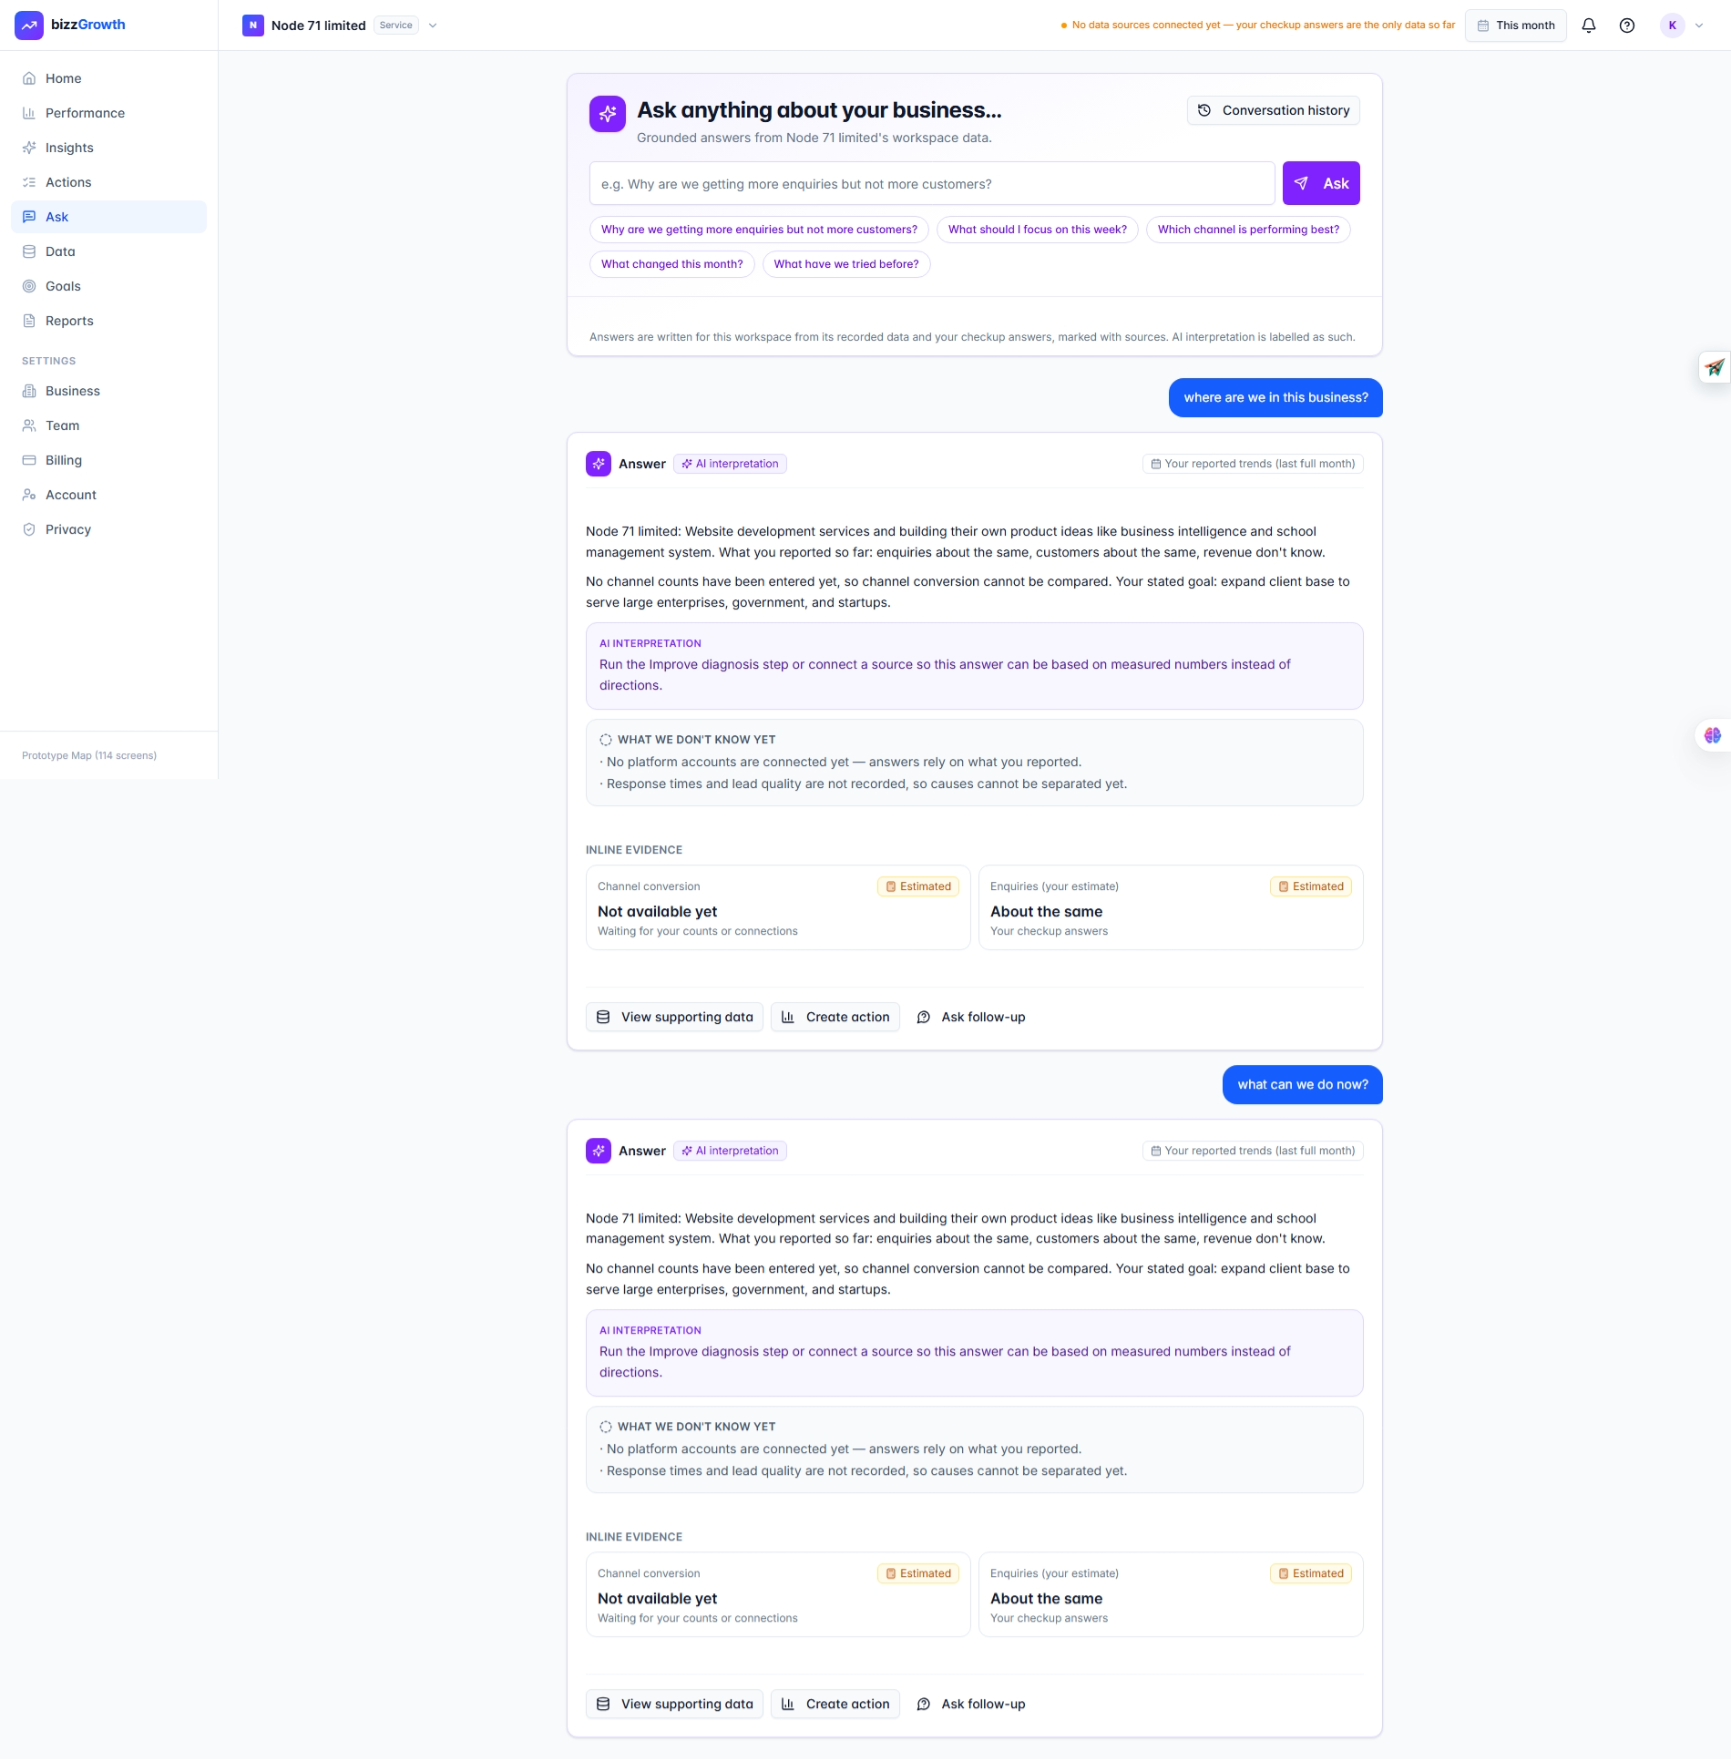 bizzGrowth
N Node 71 limited Service
No data sources connected yet — your checkup answers are the only data so far
This month
K
Home
Performance
Insights
Actions
Ask
Data
Goals
Reports
SETTINGS
Business
Team
Billing
Account
Privacy
Prototype Map (114 screens)
Ask anything about your business...
Conversation history
Grounded answers from Node 71 limited's workspace data.
e.g. Why are we getting more enquiries but not more customers?
Ask
Why are we getting more enquiries but not more customers? What should I focus on this week? Which channel is performing best?
What changed this month? What have we tried before?
Answers are written for this workspace from its recorded data and your checkup answers, marked with sources. AI interpretation is labelled as such.
where are we in this business?
Answer AI interpretation Your reported trends (last full month)
Node 71 limited: Website development services and building their own product ideas like business intelligence and school
management system. What you reported so far: enquiries about the same, customers about the same, revenue don't know.
No channel counts have been entered yet, so channel conversion cannot be compared. Your stated goal: expand client base to
serve large enterprises, government, and startups.
AI INTERPRETATION
Run the Improve diagnosis step or connect a source so this answer can be based on measured numbers instead of
directions.
WHAT WE DON'T KNOW YET
· No platform accounts are connected yet — answers rely on what you reported.
· Response times and lead quality are not recorded, so causes cannot be separated yet.
INLINE EVIDENCE
Channel conversion Estimated
Not available yet
Waiting for your counts or connections
Enquiries (your estimate) Estimated
About the same
Your checkup answers
View supporting data Create action Ask follow-up
what can we do now?
Answer AI interpretation Your reported trends (last full month)
Node 71 limited: Website development services and building their own product ideas like business intelligence and school
management system. What you reported so far: enquiries about the same, customers about the same, revenue don't know.
No channel counts have been entered yet, so channel conversion cannot be compared. Your stated goal: expand client base to
serve large enterprises, government, and startups.
AI INTERPRETATION
Run the Improve diagnosis step or connect a source so this answer can be based on measured numbers instead of
directions.
WHAT WE DON'T KNOW YET
· No platform accounts are connected yet — answers rely on what you reported.
· Response times and lead quality are not recorded, so causes cannot be separated yet.
INLINE EVIDENCE
Channel conversion Estimated
Not available yet
Waiting for your counts or connections
Enquiries (your estimate) Estimated
About the same
Your checkup answers
View supporting data Create action Ask follow-up